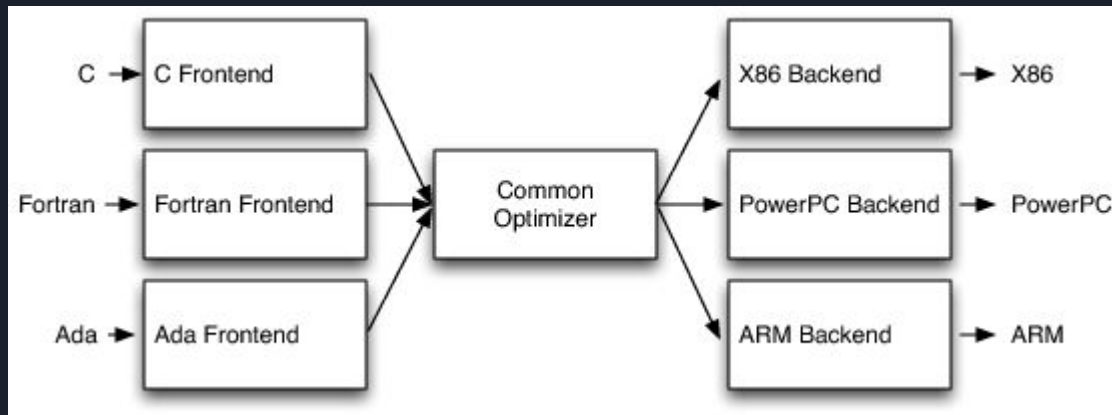 C
C Frontend
X86 Backend
X86
Fortran
Fortran Frontend
Common
Optimizer
PowerPC Backend
PowerPC
Ada
Ada Frontend
ARM Backend
ARM